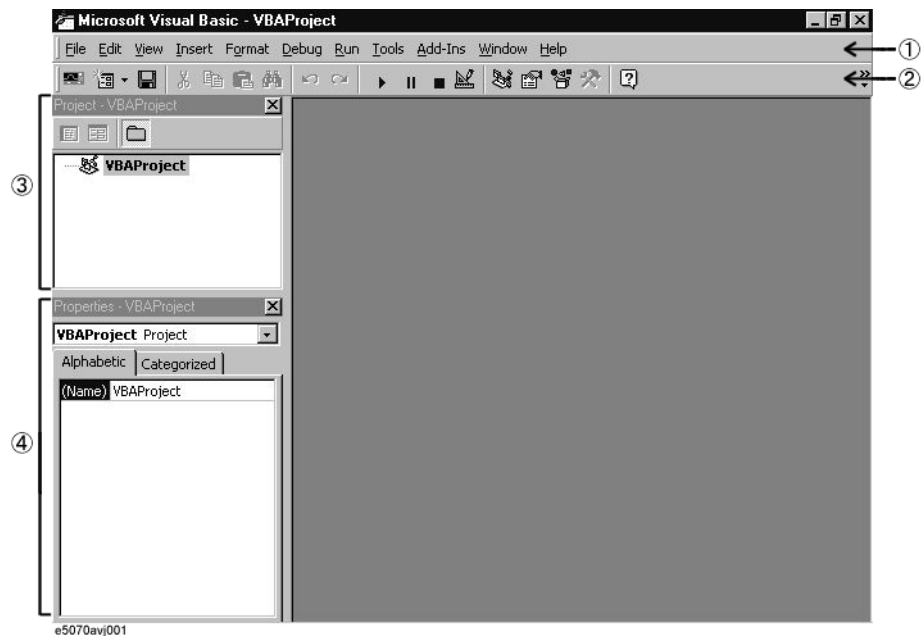 Microsoft Visual Basic - VBAProject
File Edit View Insert Format Debug Run Tools Add-Ins Window Help
①
②
Project - VBAProject
VBAProject
③
Properties - VBAProject
VBAProject Project
Alphabetic Categorized
(Name) VBAProject
④
e5070avj001